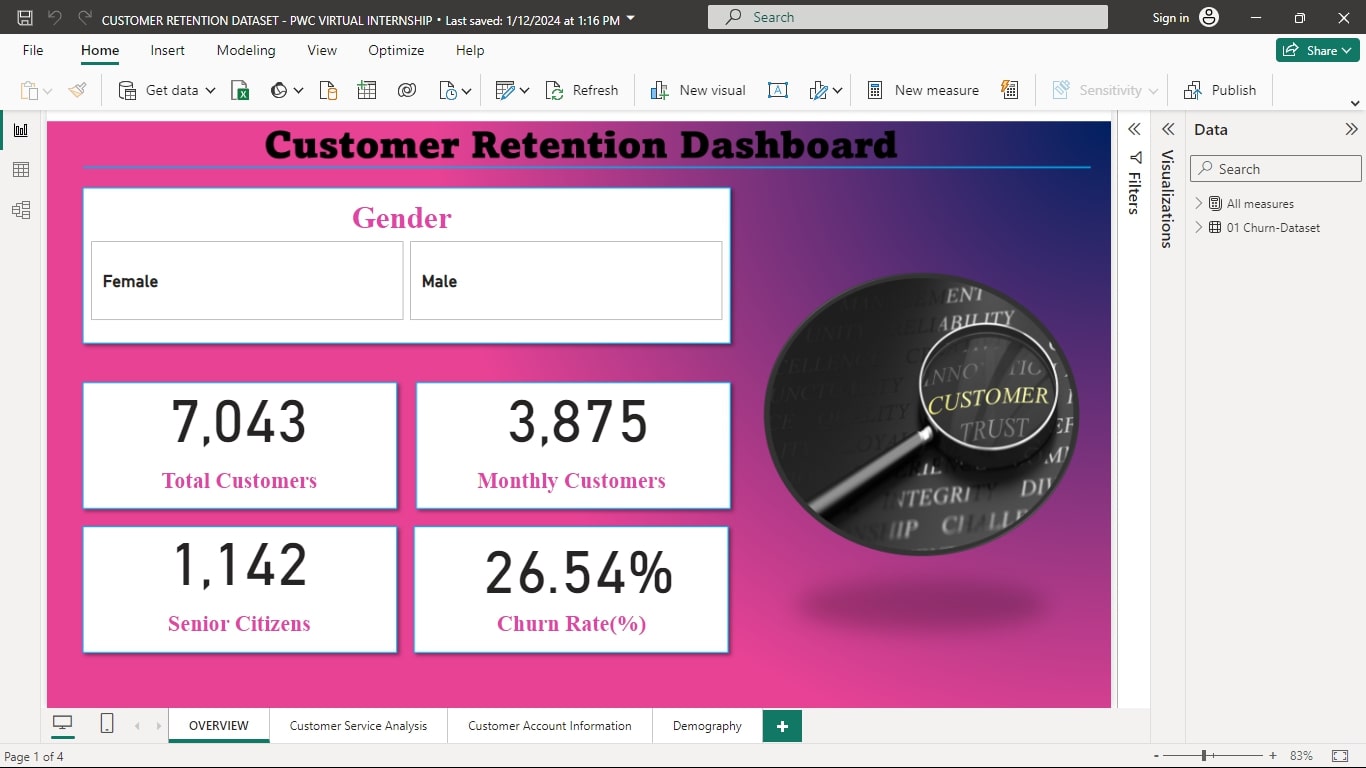 CUSTOMER RETENTION DATASET - PWC VIRTUAL INTERNSHIP • Last saved: 1/12/2024 at 1:16 PM
Search
Sign in
File Home Insert Modeling View Optimize Help
Share
Get data
Refresh
New visual
New measure
Sensitivity
Publish
Customer Retention Dashboard
Gender
Female
Male
7,043
Total Customers
3,875
Monthly Customers
1,142
Senior Citizens
26.54%
Churn Rate(%)
RELIABILITY
CUSTOMER
TRUST
INTEGRITY
Filters
Visualizations
Data
Search
All measures
01 Churn-Dataset
OVERVIEW
Customer Service Analysis
Customer Account Information
Demography
+
Page 1 of 4
- + 83%